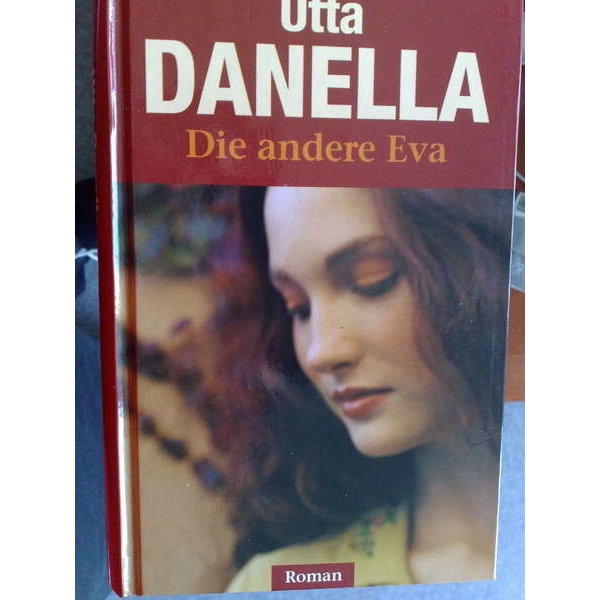 Utta
DANELLA
Die andere Eva
Roman